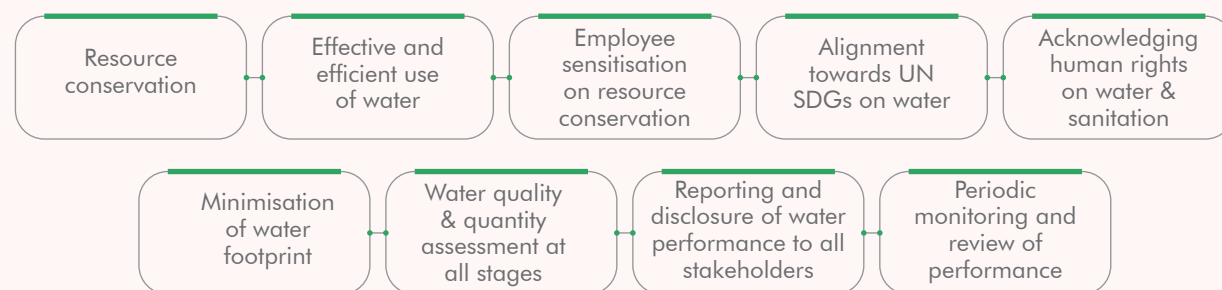 Resource
conservation
Effective and
efficient use
of water
Employee
sensitisation
on resource
conservation
Alignment
towards UN
SDGs on water
Acknowledging
human rights
on water &
sanitation
Minimisation
of water
footprint
Water quality
& quantity
assessment at
all stages
Reporting and
disclosure of water
performance to all
stakeholders
Periodic
monitoring and
review of
performance